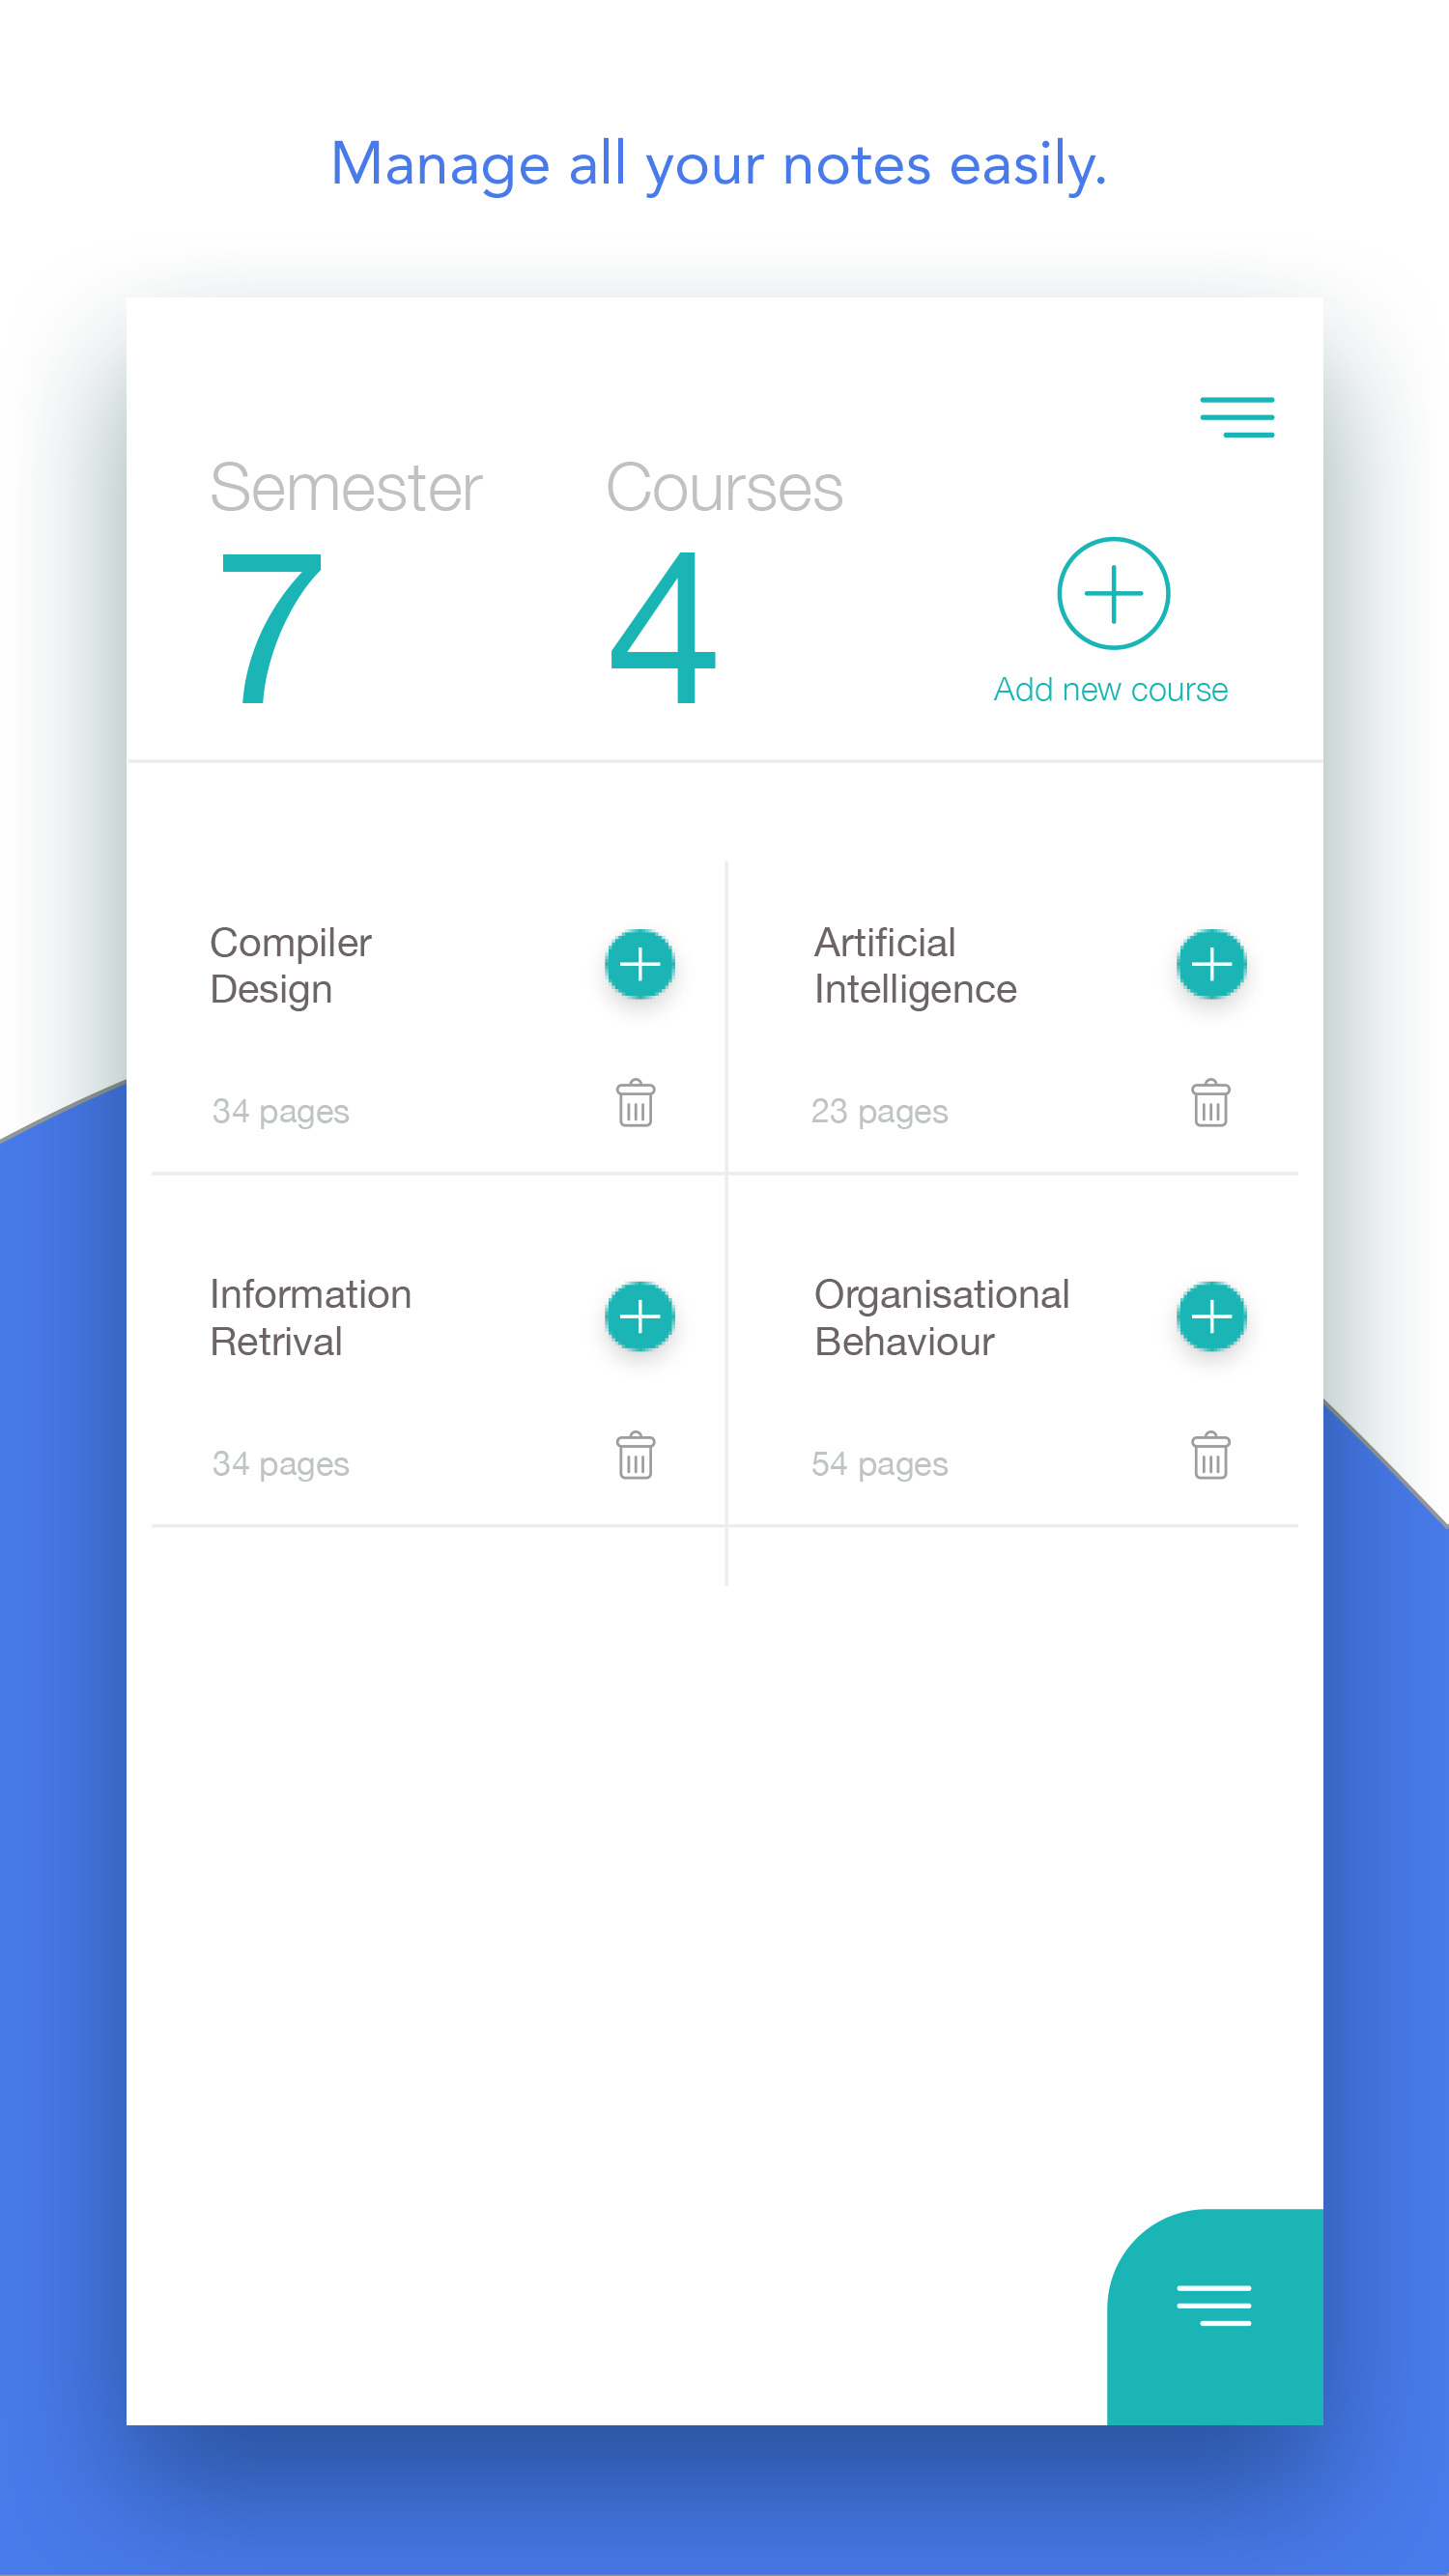 Manage all your notes easily.
Semester
Courses
7
4
Add new course
Compiler
Design
34 pages
Artificial
Intelligence
23 pages
Information
Retrival
34 pages
Organisational
Behaviour
54 pages